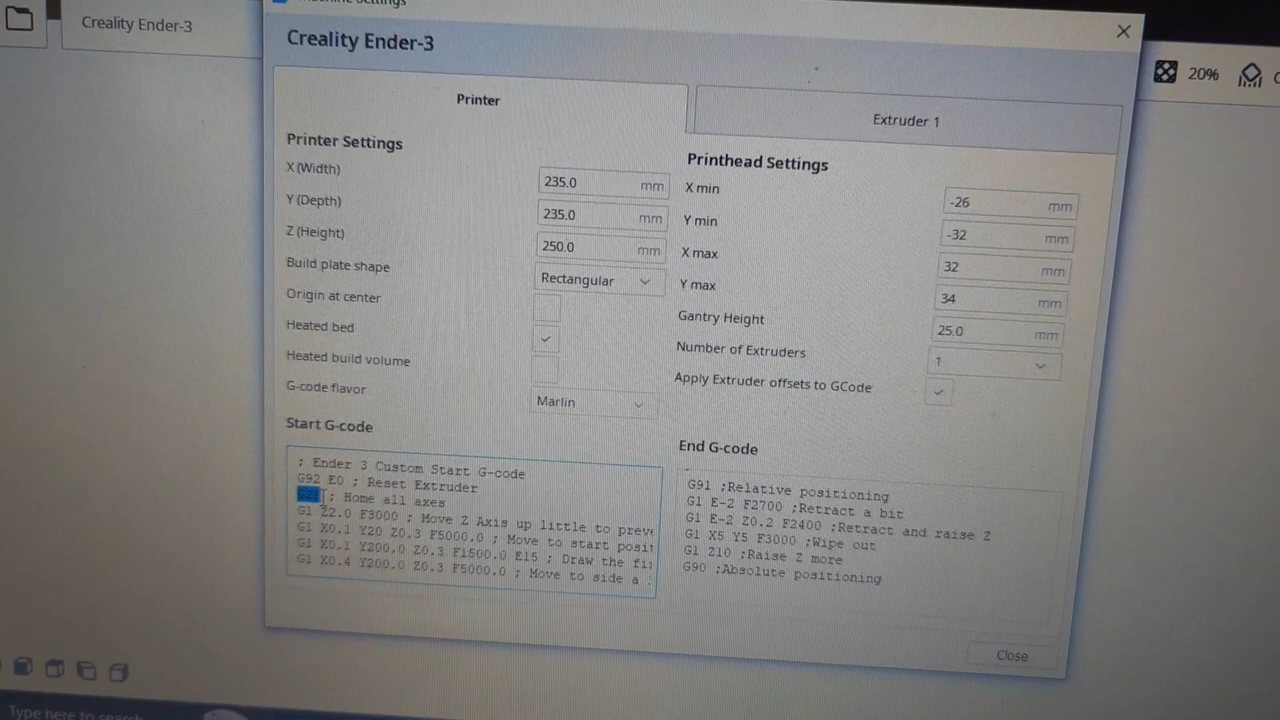 Machine Settings
Creality Ender-3
Creality Ender-3
20%
Printer
Extruder 1
Printer Settings
X (Width)
235.0 mm
Y (Depth)
235.0 mm
Z (Height)
250.0 mm
Build plate shape
Rectangular
Origin at center
Heated bed
Heated build volume
G-code flavor
Marlin
Printhead Settings
X min
-26 mm
Y min
-32 mm
X max
32 mm
Y max
34 mm
Gantry Height
25.0 mm
Number of Extruders
1
Apply Extruder offsets to GCode
Start G-code
; Ender 3 Custom Start G-code
G92 E0 ; Reset Extruder
; Home all axes
G1 Z2.0 F3000 ; Move Z Axis up little to preve
G1 X0.1 Y20 Z0.3 F5000.0 ; Move to start posit
G1 X0.1 Y200.0 Z0.3 F1500.0 E15 ; Draw the fi
G1 X0.4 Y200.0 Z0.3 F5000.0 ; Move to side a
End G-code
G91 ;Relative positioning
G1 E-2 F2700 ;Retract a bit
G1 E-2 Z0.2 F2400 ;Retract and raise Z
G1 X5 Y5 F3000 ;Wipe out
G1 Z10 ;Raise Z more
G90 ;Absolute positioning
Close
Type here to search